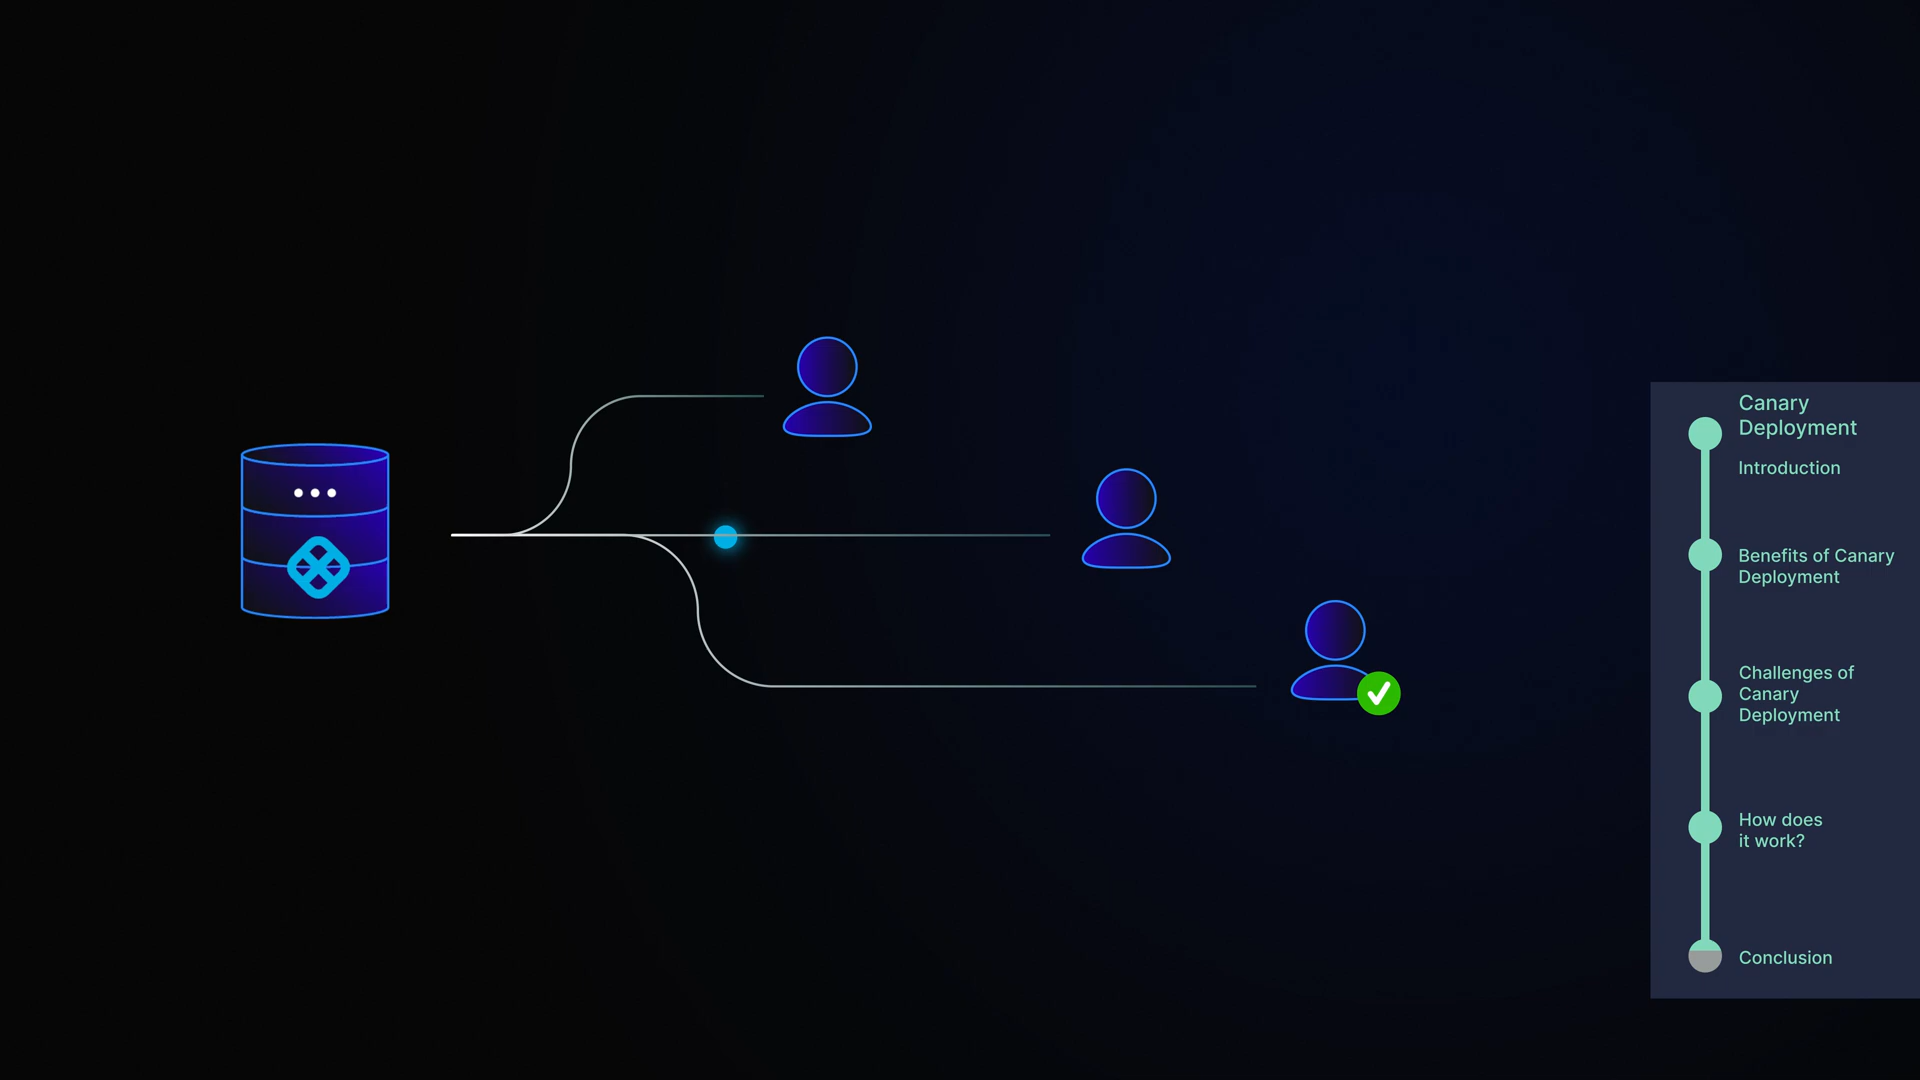 Canary
Deployment
Introduction
Benefits of Canary
Deployment
Challenges of
Canary
Deployment
How does
it work?
Conclusion